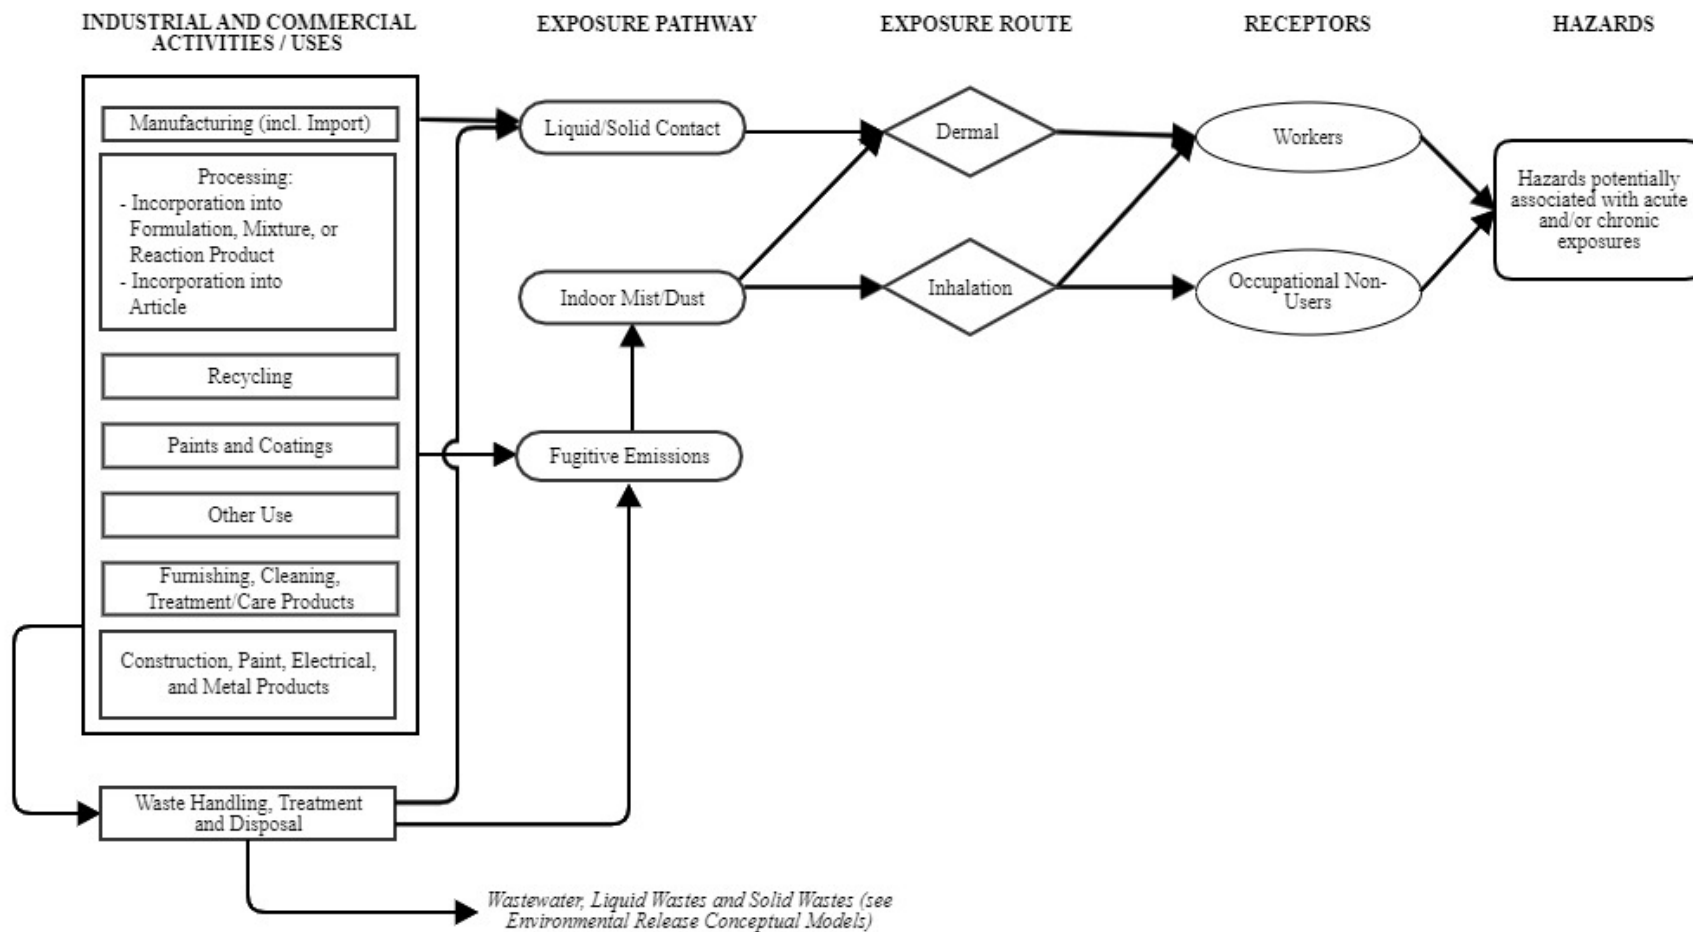 INDUSTRIAL AND COMMERCIAL
ACTIVITIES / USES
EXPOSURE PATHWAY
EXPOSURE ROUTE
RECEPTORS
HAZARDS
Manufacturing (incl. Import)
Processing:
- Incorporation into
Formulation, Mixture, or
Reaction Product
- Incorporation into
Article
Recycling
Paints and Coatings
Other Use
Furnishing, Cleaning,
Treatment/Care Products
Construction, Paint, Electrical,
and Metal Products
Waste Handling, Treatment
and Disposal
Liquid/Solid Contact
Indoor Mist/Dust
Fugitive Emissions
Dermal
Inhalation
Workers
Occupational Non-
Users
Hazards potentially
associated with acute
and/or chronic
exposures
Wastewater, Liquid Wastes and Solid Wastes (see
Environmental Release Conceptual Models)